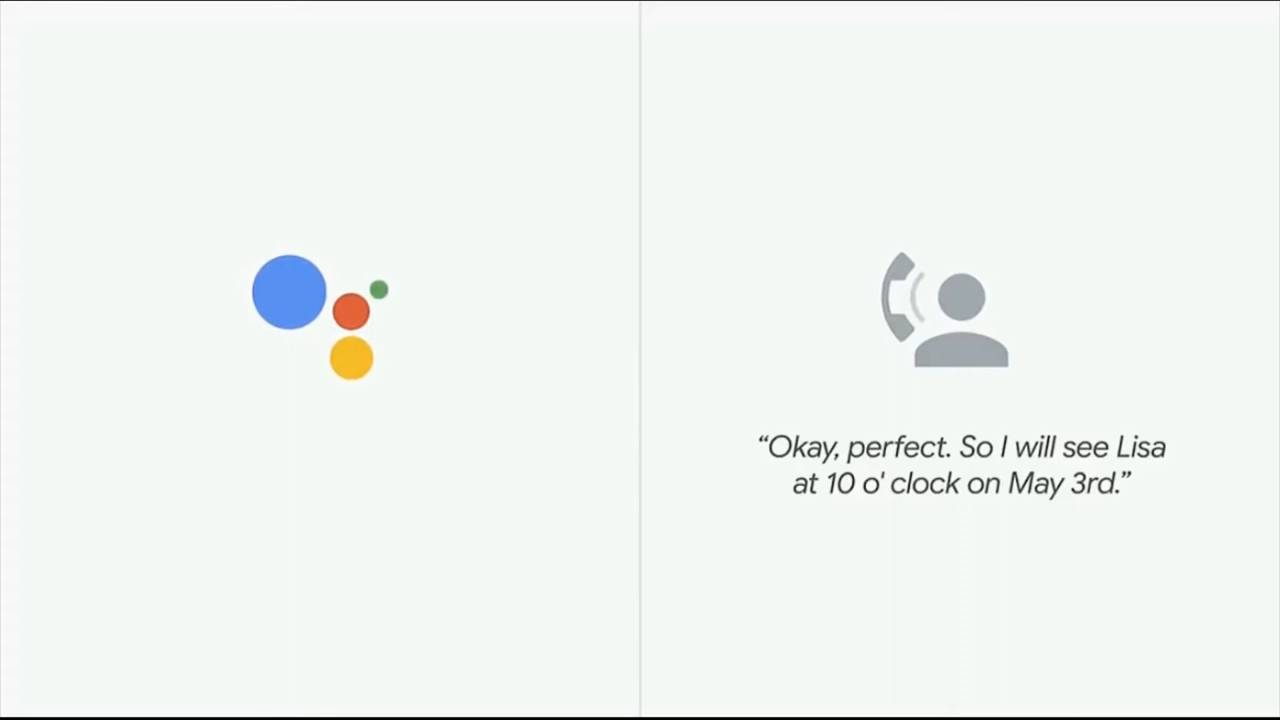 “Okay, perfect. So I will see Lisa
at 10 o' clock on May 3rd.”